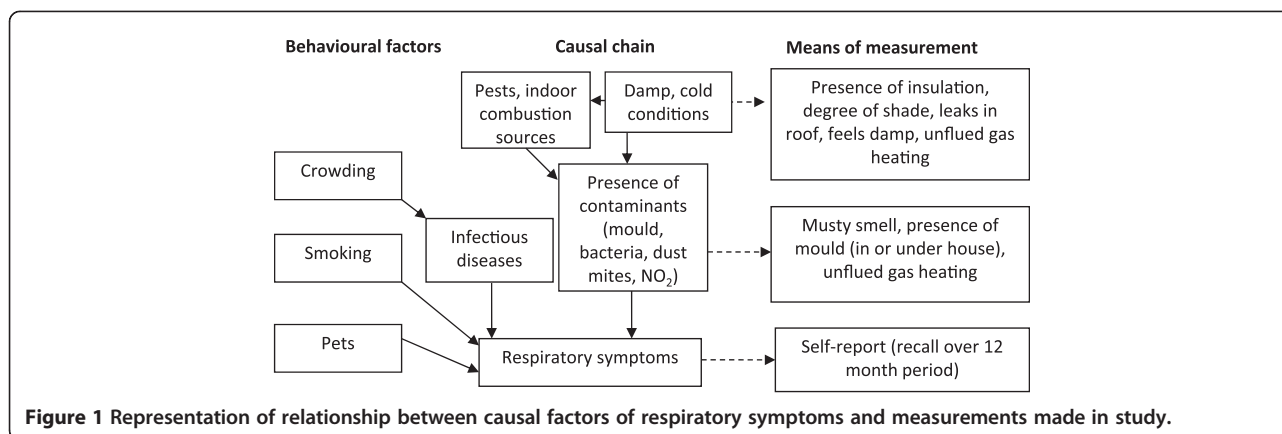 Behavioural factors
Causal chain
Means of measurement
Pests, indoor
combustion
sources
Damp, cold
conditions
Presence of insulation,
degree of shade, leaks in
roof, feels damp, unflued gas
heating
Crowding
Presence of
contaminants
(mould,
bacteria, dust
mites, NO₂)
Infectious
diseases
Musty smell, presence of
mould (in or under house),
unflued gas heating
Smoking
Pets
Respiratory symptoms
Self-report (recall over 12
month period)
Figure 1 Representation of relationship between causal factors of respiratory symptoms and measurements made in study.